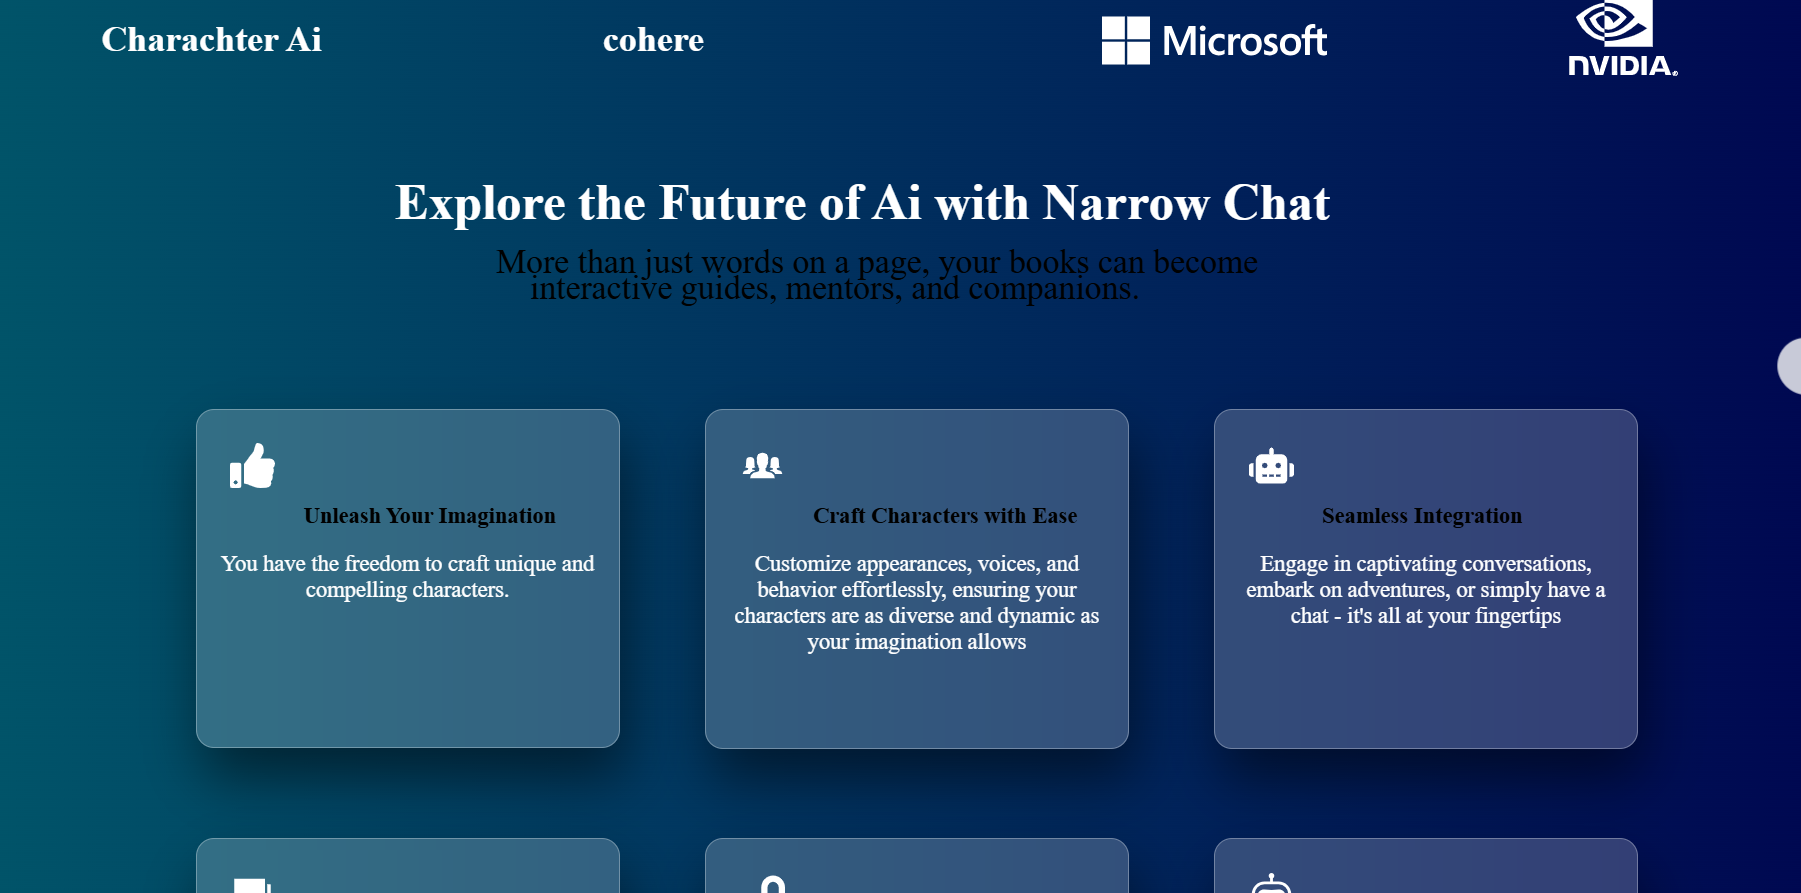 Charachter Ai
cohere
Microsoft
NVIDIA®
Explore the Future of Ai with Narrow Chat
More than just words on a page, your books can become
interactive guides, mentors, and companions.
Unleash Your Imagination
You have the freedom to craft unique and
compelling characters.
Craft Characters with Ease
Customize appearances, voices, and
behavior effortlessly, ensuring your
characters are as diverse and dynamic as
your imagination allows
Seamless Integration
Engage in captivating conversations,
embark on adventures, or simply have a
chat - it's all at your fingertips